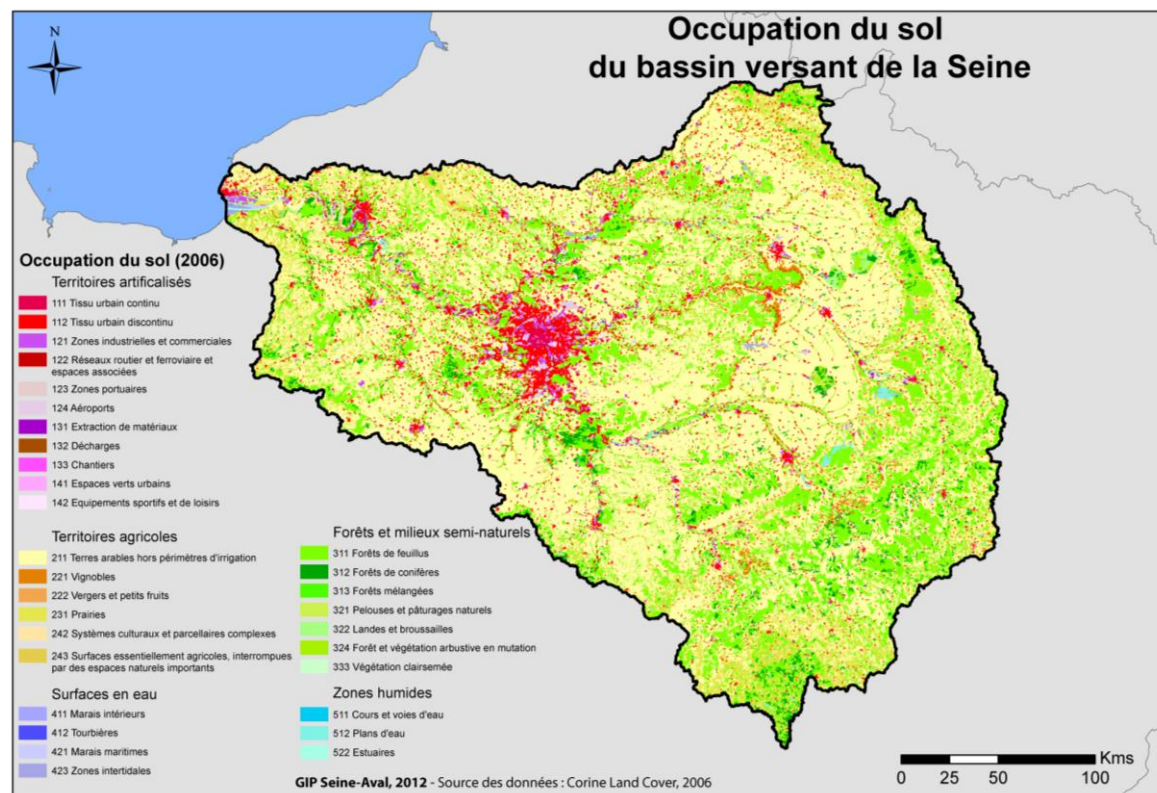 Occupation du sol
du bassin versant de la Seine
N
Occupation du sol (2006)
Territoires artificalisés
111 Tissu urbain continu
112 Tissu urbain discontinu
121 Zones industrielles et commerciales
122 Réseaux routier et ferroviaire et
espaces associées
123 Zones portuaires
124 Aéroports
131 Extraction de matériaux
132 Décharges
133 Chantiers
141 Espaces verts urbains
142 Equipements sportifs et de loisirs
Territoires agricoles
211 Terres arables hors périmètres d'irrigation
221 Vignobles
222 Vergers et petits fruits
231 Prairies
242 Systèmes culturaux et parcellaires complexes
243 Surfaces essentiellement agricoles, interrompues
par des espaces naturels importants
Surfaces en eau
411 Marais intérieurs
412 Tourbières
421 Marais maritimes
423 Zones intertidales
Forêts et milieux semi-naturels
311 Forêts de feuillus
312 Forêts de conifères
313 Forêts mélangées
321 Pelouses et pâturages naturels
322 Landes et broussailles
324 Forêt et végétation arbustive en mutation
333 Végétation clairsemée
Zones humides
511 Cours et voies d'eau
512 Plans d'eau
522 Estuaires
Kms
0 25 50 100
GIP Seine-Aval, 2012 - Source des données : Corine Land Cover, 2006